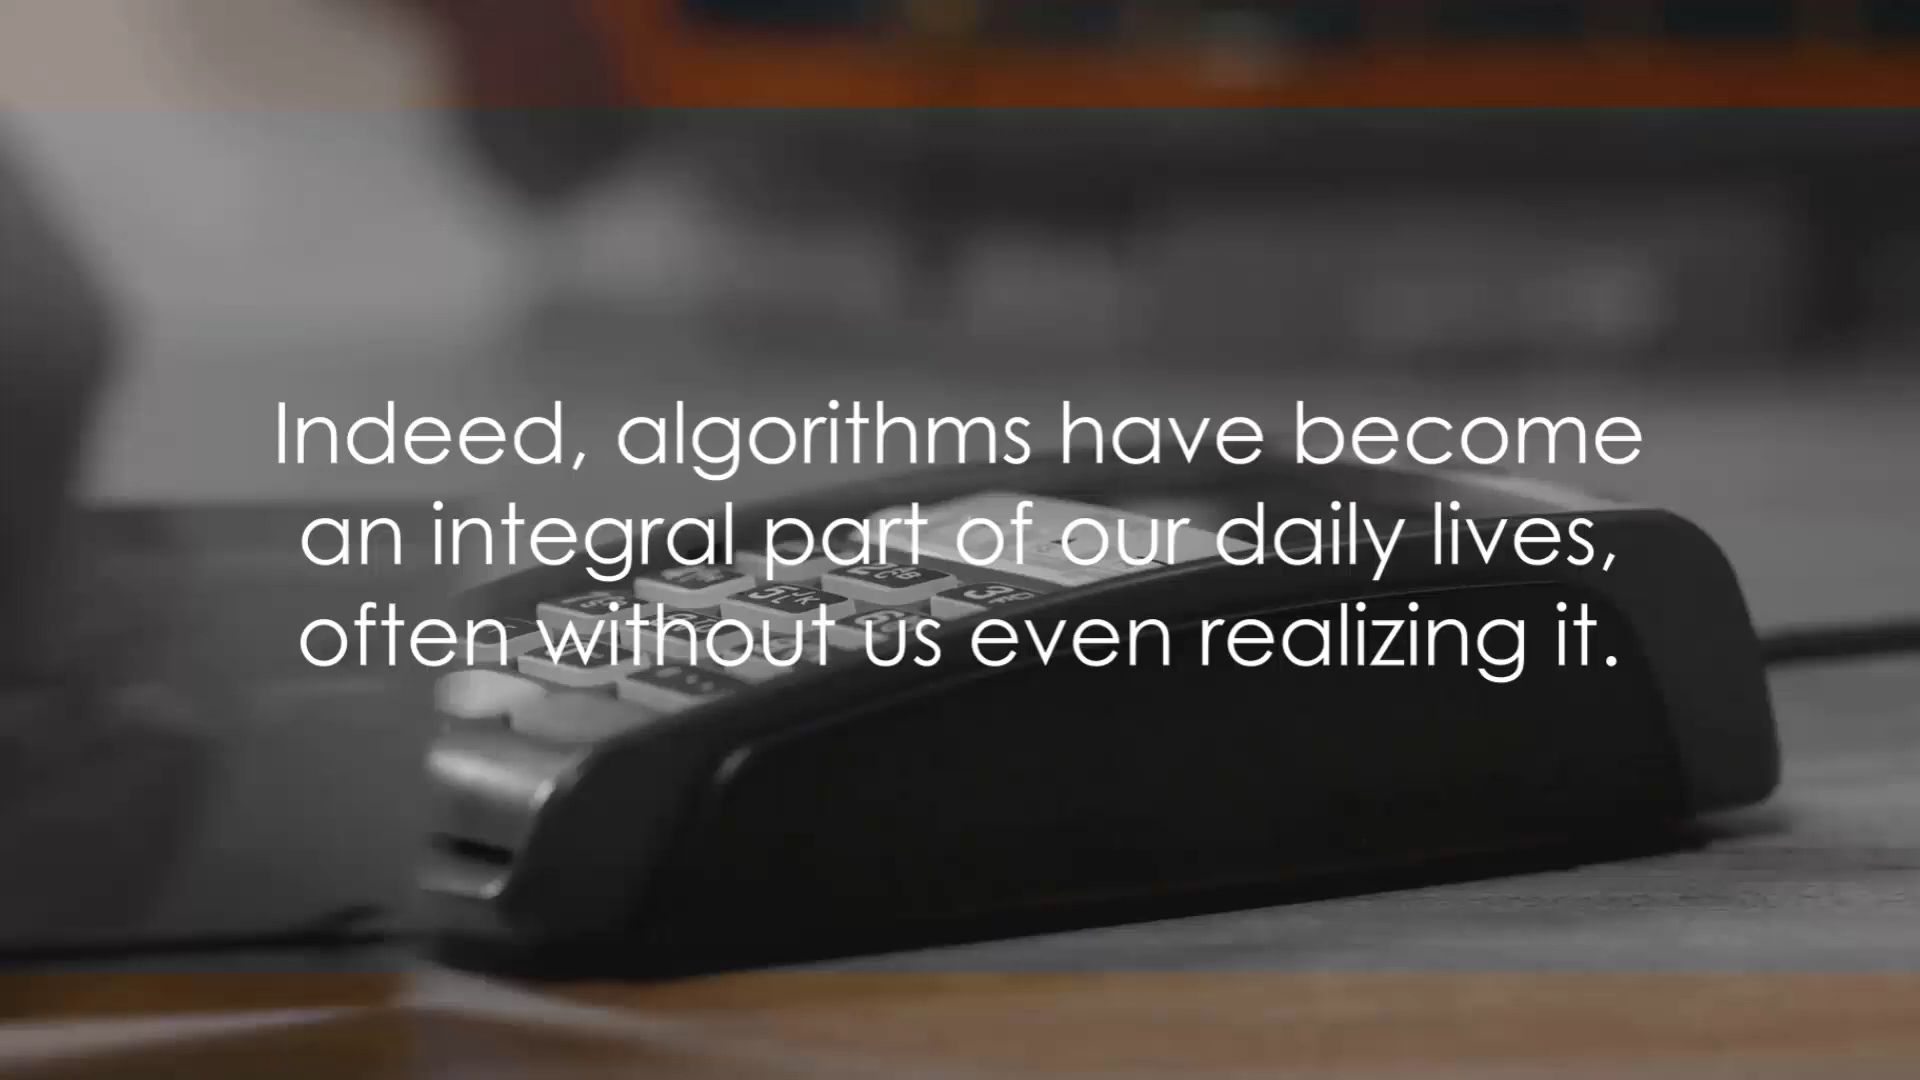 Indeed, algorithms have become
an integral part of our daily lives,
often without us even realizing it.